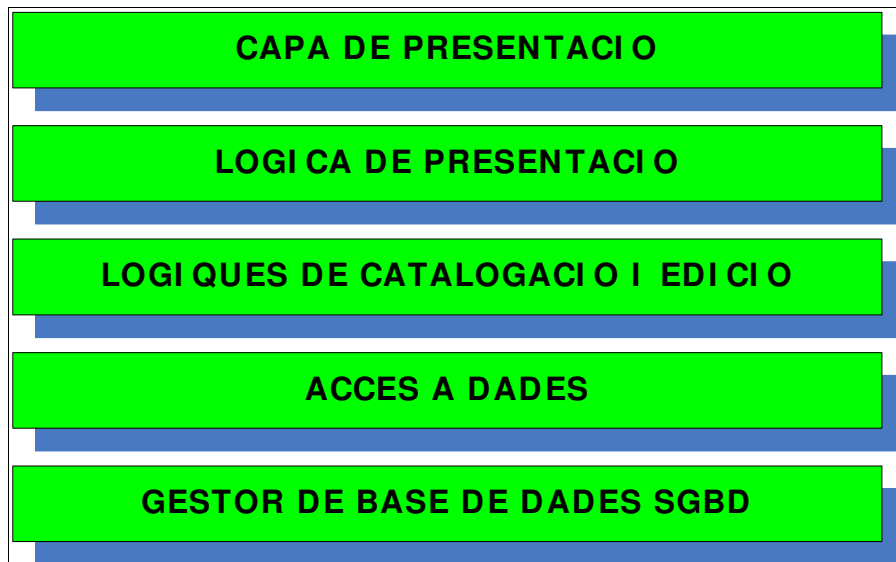 CAPA DE PRESENTACIO
LOGICA DE PRESENTACIO
LOGIQUES DE CATALOGACIO I EDICIO
ACCES A DADES
GESTOR DE BASE DE DADES SGBD